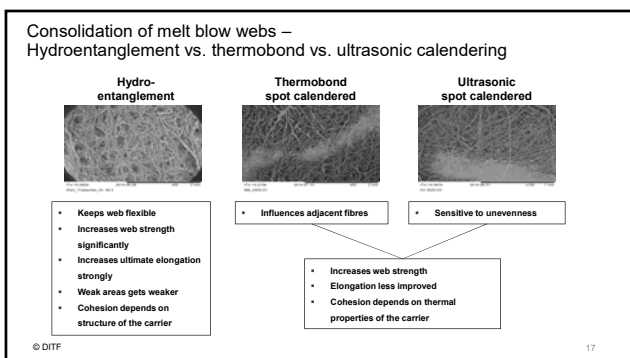 Consolidation of melt blow webs –
Hydroentanglement vs. thermobond vs. ultrasonic calendering
Hydro-
entanglement
Thermobond
spot calendered
Ultrasonic
spot calendered
▪ Keeps web flexible
▪ Increases web strength
significantly
▪ Increases ultimate elongation
strongly
▪ Weak areas gets weaker
▪ Cohesion depends on
structure of the carrier
▪ Influences adjacent fibres
▪ Sensitive to unevenness
▪ Increases web strength
▪ Elongation less improved
▪ Cohesion depends on thermal
properties of the carrier
© DITF
17